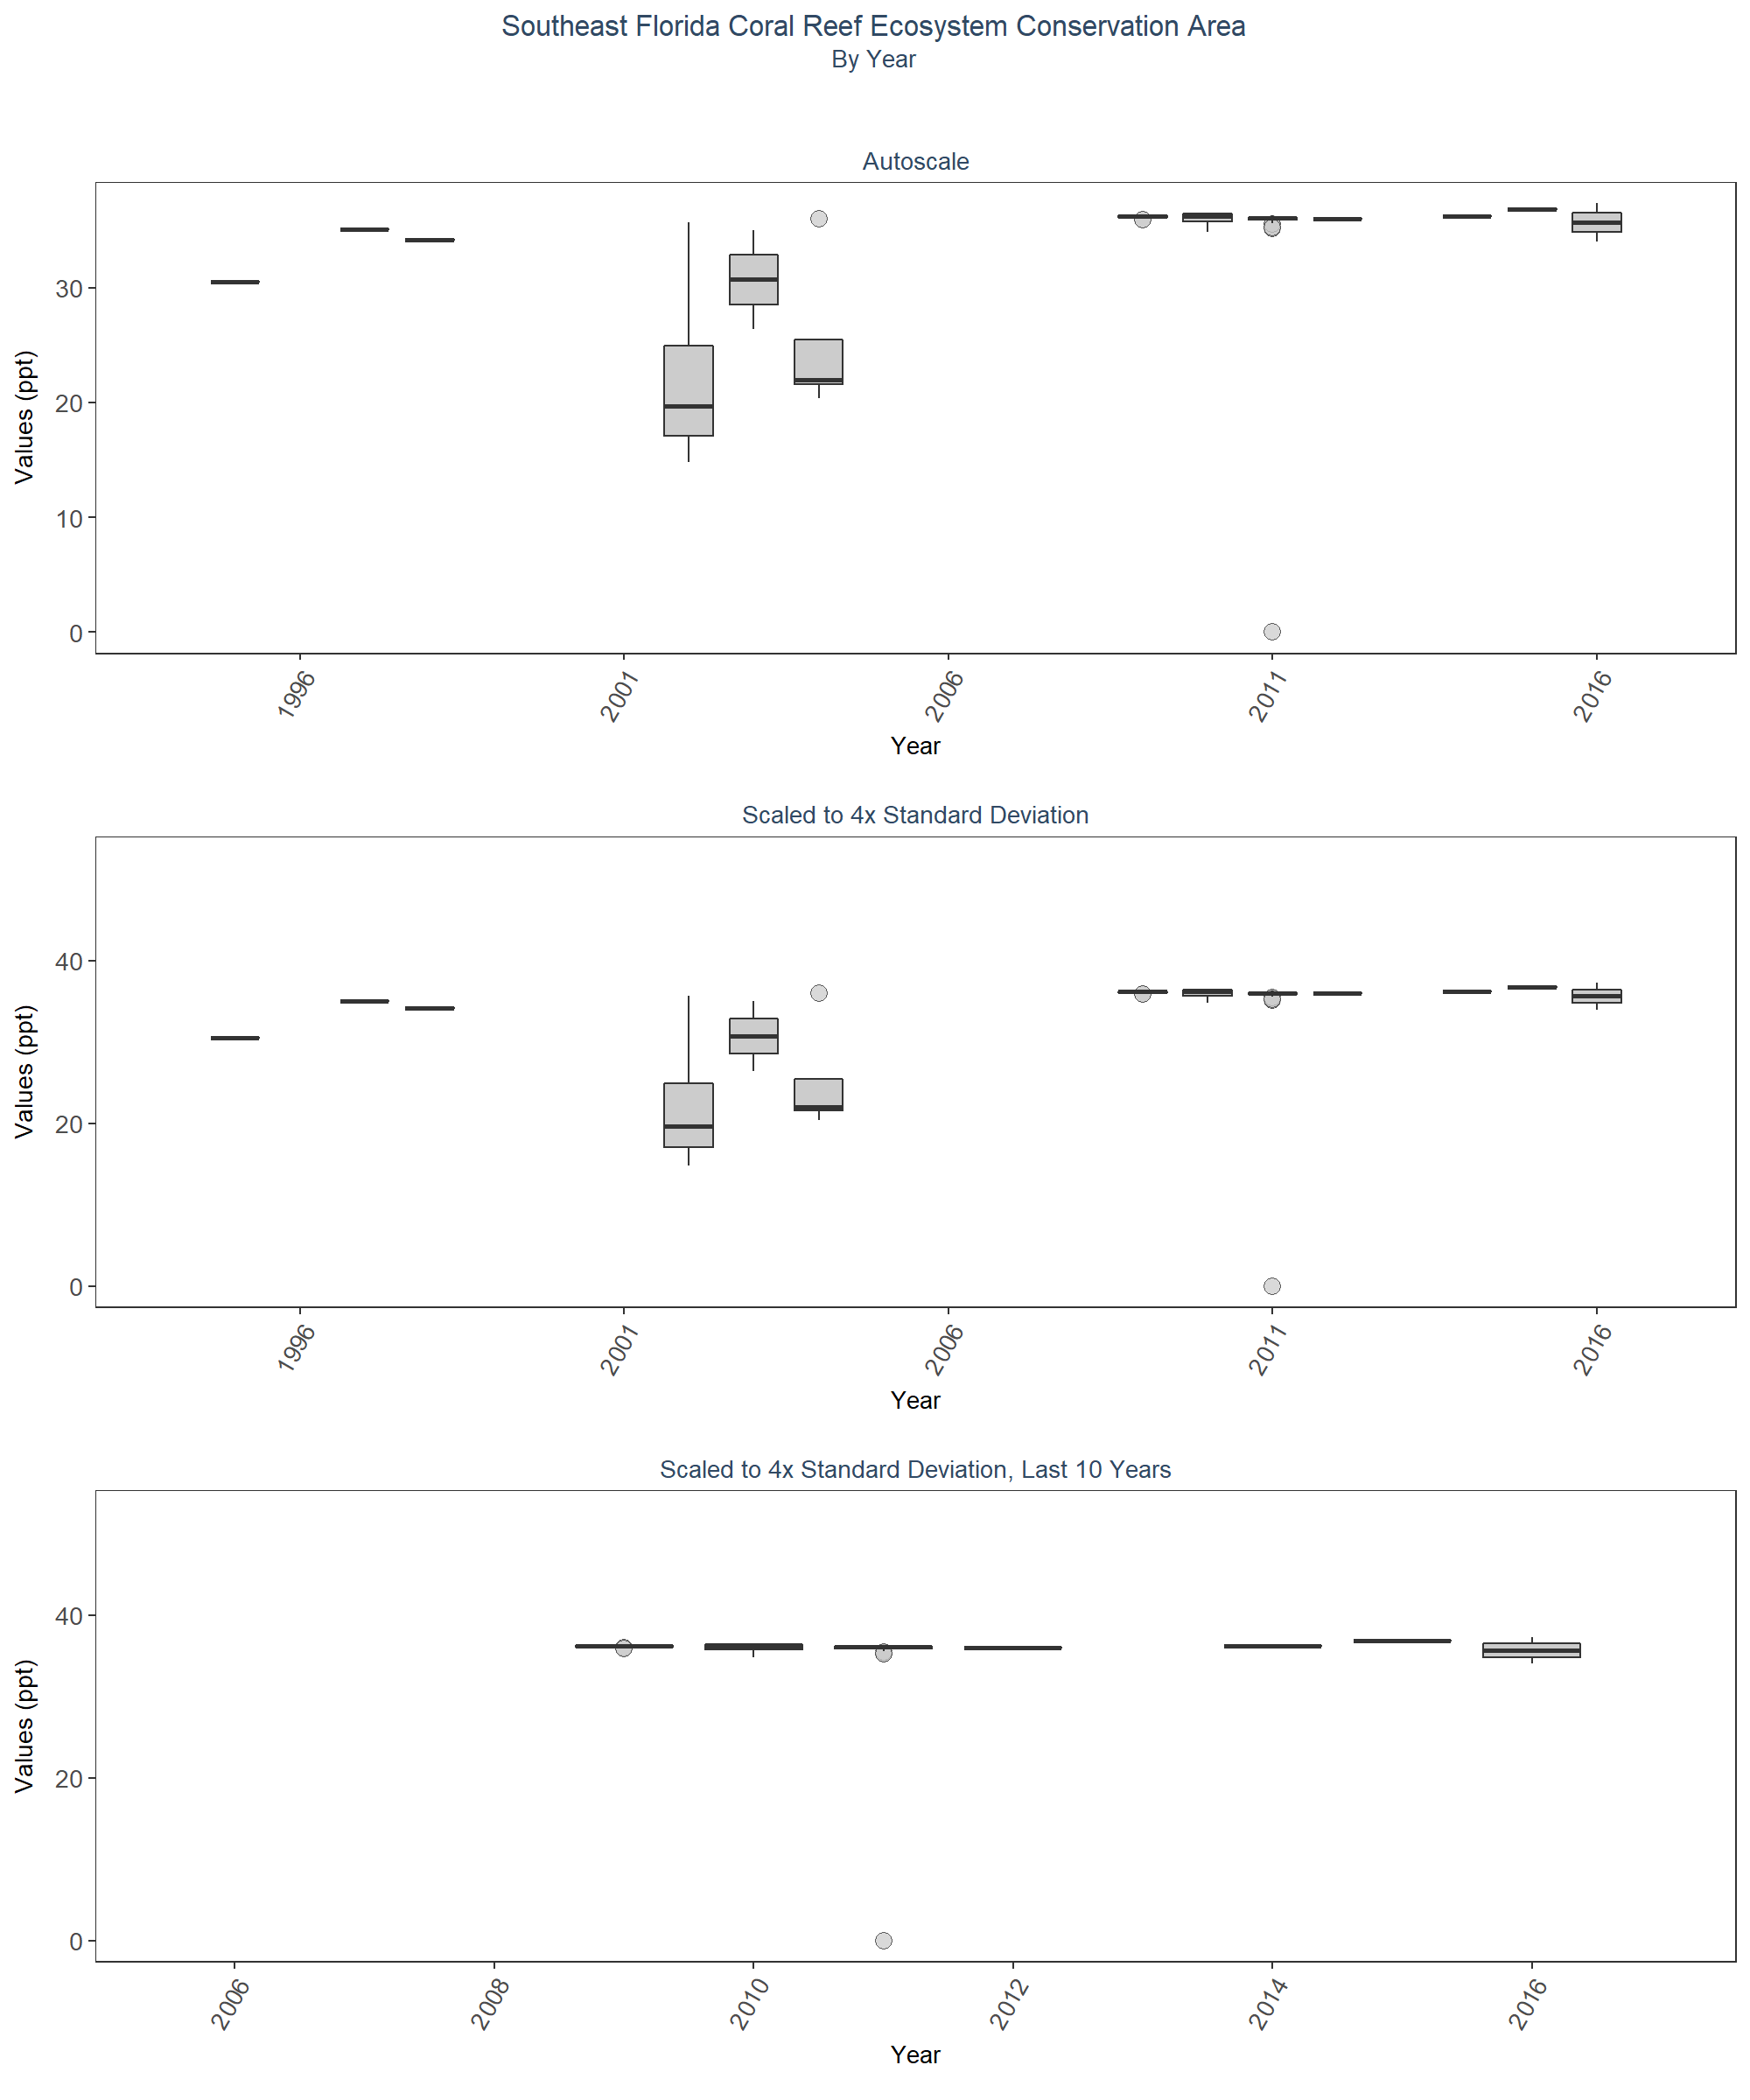 Southeast Florida Coral Reef Ecosystem Conservation Area
By Year
Autoscale
Values (ppt)
30
20
10
0
1996
2001
2006
2011
2016
Year
Scaled to 4x Standard Deviation
Values (ppt)
40
20
0
1996
2001
2006
2011
2016
Year
Scaled to 4x Standard Deviation, Last 10 Years
Values (ppt)
40
20
0
2006
2008
2010
2012
2014
2016
Year